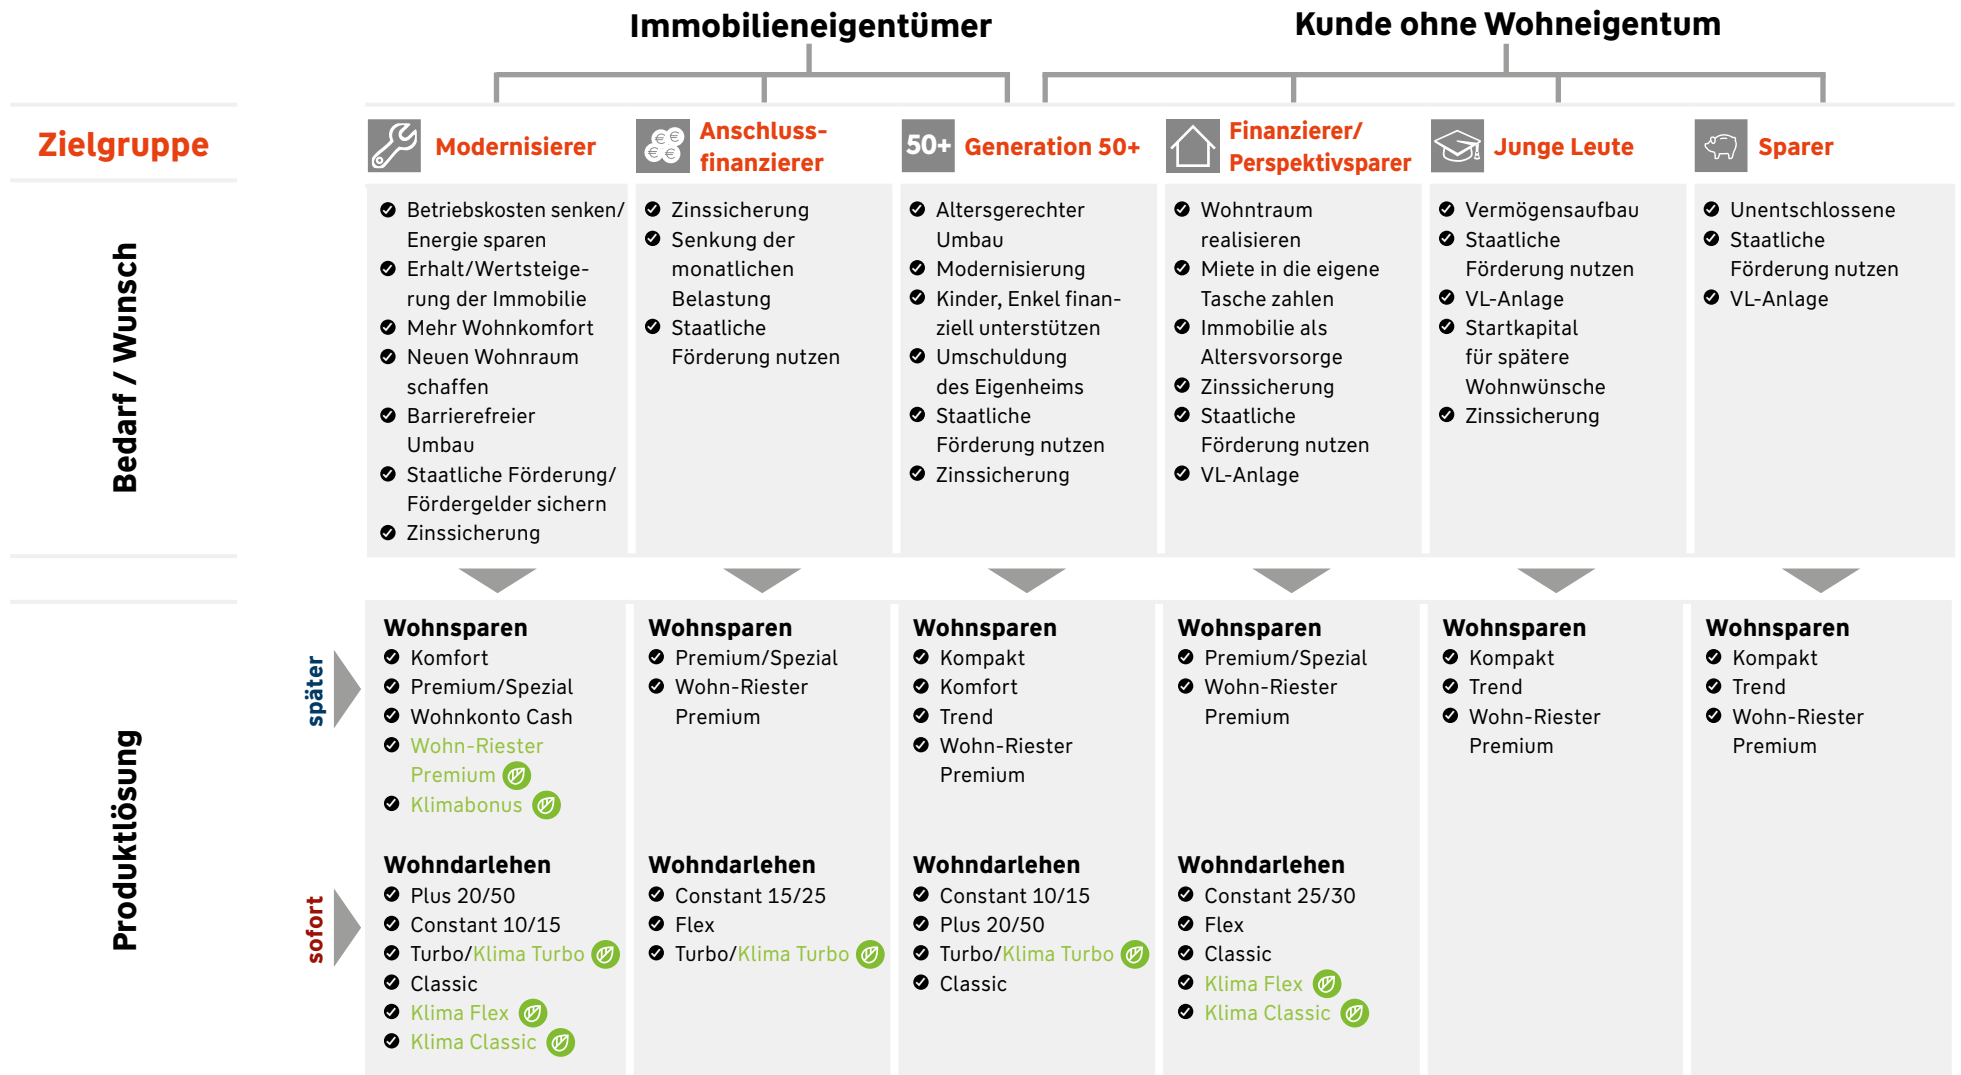 Immobilieneigentümer
Kunde ohne Wohneigentum
Zielgruppe
Modernisierer
Anschluss-
finanzierer
50+ Generation 50+
Finanzierer/
Perspektivsparer
Junge Leute
Sparer
Bedarf / Wunsch
Betriebskosten senken/
Energie sparen
Erhalt/Wertsteige-
rung der Immobilie
Mehr Wohnkomfort
Neuen Wohnraum
schaffen
Barrierefreier
Umbau
Staatliche Förderung/
Fördergelder sichern
Zinssicherung
Zinssicherung
Senkung der
monatlichen
Belastung
Staatliche
Förderung nutzen
Altersgerechter
Umbau
Modernisierung
Kinder, Enkel finan-
ziell unterstützen
Umschuldung
des Eigenheims
Staatliche
Förderung nutzen
Zinssicherung
Wohntraum
realisieren
Miete in die eigene
Tasche zahlen
Immobilie als
Altersvorsorge
Zinssicherung
Staatliche
Förderung nutzen
VL-Anlage
Vermögensaufbau
Staatliche
Förderung nutzen
VL-Anlage
Startkapital
für spätere
Wohnwünsche
Zinssicherung
Unentschlossene
Staatliche
Förderung nutzen
VL-Anlage
Produktlösung
später
Wohnsparen
Komfort
Premium/Spezial
Wohnkonto Cash
Wohn-Riester
Premium
Klimabonus
Wohnsparen
Premium/Spezial
Wohn-Riester
Premium
Wohnsparen
Kompakt
Komfort
Trend
Wohn-Riester
Premium
Wohnsparen
Premium/Spezial
Wohn-Riester
Premium
Wohnsparen
Kompakt
Trend
Wohn-Riester
Premium
Wohnsparen
Kompakt
Trend
Wohn-Riester
Premium
sofort
Wohndarlehen
Plus 20/50
Constant 10/15
Turbo/Klima Turbo
Classic
Klima Flex
Klima Classic
Wohndarlehen
Constant 15/25
Flex
Turbo/Klima Turbo
Wohndarlehen
Constant 10/15
Plus 20/50
Turbo/Klima Turbo
Classic
Wohndarlehen
Constant 25/30
Flex
Classic
Klima Flex
Klima Classic